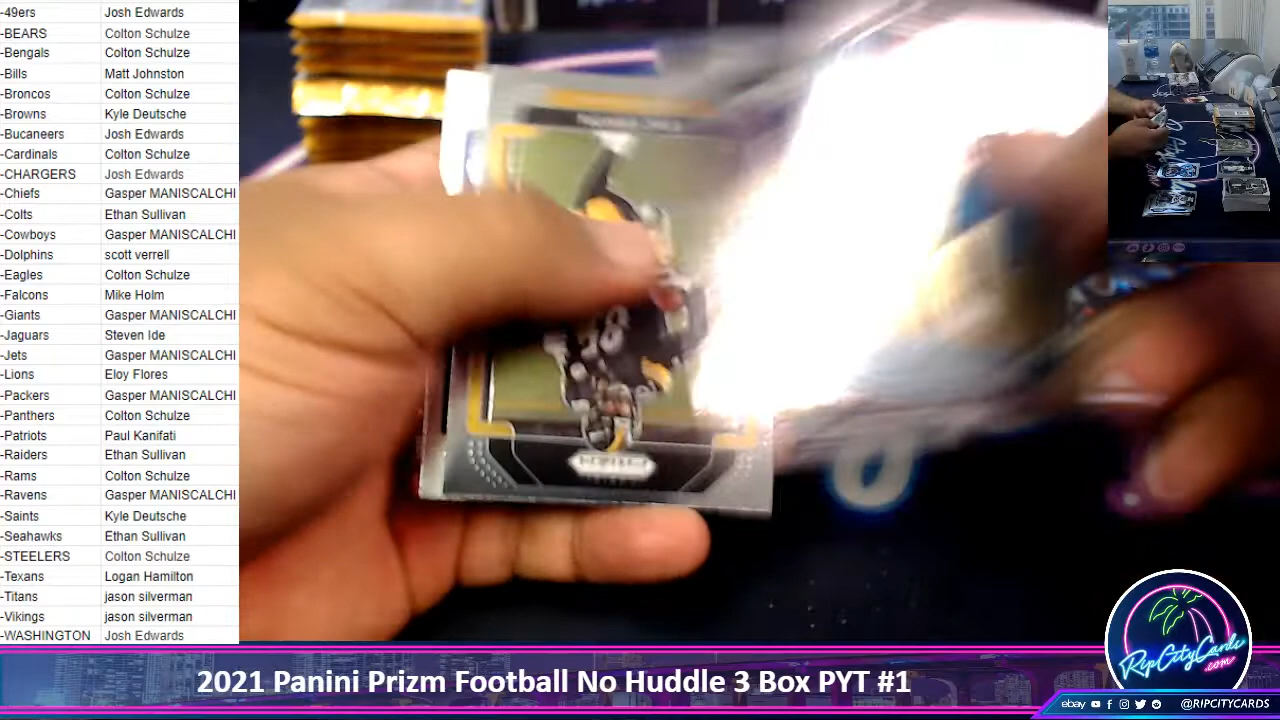 -49ers Josh Edwards
-BEARS Colton Schulze
-Bengals Colton Schulze
-Bills Matt Johnston
-Broncos Colton Schulze
-Browns Kyle Deutsche
-Bucaneers Josh Edwards
-Cardinals Colton Schulze
-CHARGERS Josh Edwards
-Chiefs Gasper MANISCALCHI
-Colts Ethan Sullivan
-Cowboys Gasper MANISCALCHI
-Dolphins scott verrell
-Eagles Colton Schulze
-Falcons Mike Holm
-Giants Gasper MANISCALCHI
-Jaguars Steven Ide
-Jets Gasper MANISCALCHI
-Lions Eloy Flores
-Packers Gasper MANISCALCHI
-Panthers Colton Schulze
-Patriots Paul Kanifati
-Raiders Ethan Sullivan
-Rams Colton Schulze
-Ravens Gasper MANISCALCHI
-Saints Kyle Deutsche
-Seahawks Ethan Sullivan
-STEELERS Colton Schulze
-Texans Logan Hamilton
-Titans jason silverman
-Vikings jason silverman
-WASHINGTON Josh Edwards
RipCityCards
.com
2021 Panini Prizm Football No Huddle 3 Box PYT #1
ebay @RIPCITYCARDS